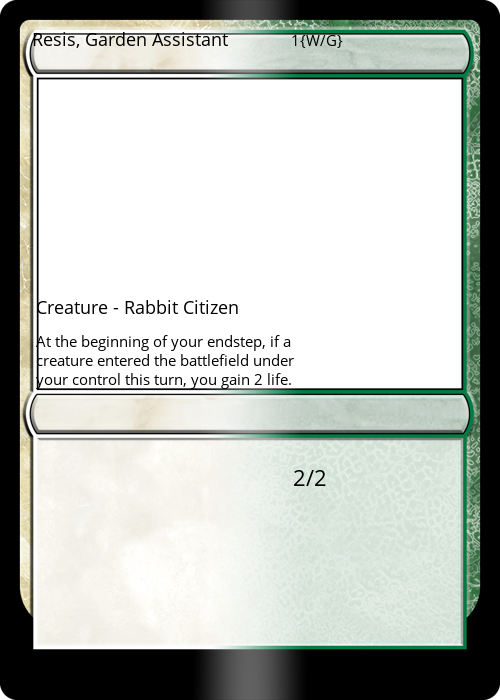 Resis, Garden Assistant 1{W/G}
Creature - Rabbit Citizen
At the beginning of your endstep, if a
creature entered the battlefield under
your control this turn, you gain 2 life.
2/2